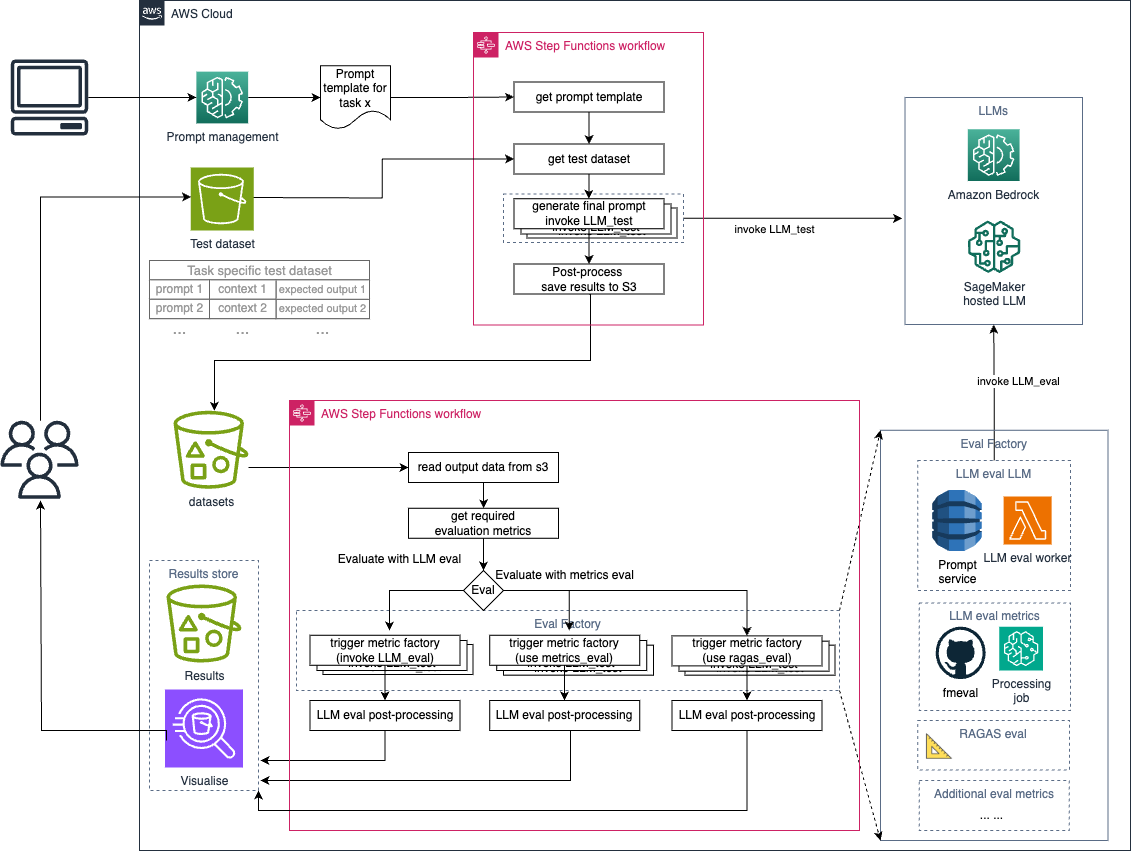 aws
AWS Cloud
AWS Step Functions workflow
Prompt
template for
task x
Prompt management
get prompt template
get test dataset
generate final prompt
invoke LLM_test
Post-process
save results to S3
invoke LLM_test
LLMs
Amazon Bedrock
SageMaker
hosted LLM
Test dataset
Task specific test dataset
prompt 1 context 1 expected output 1
prompt 2 context 2 expected output 2
... ... ...
invoke LLM_eval
datasets
AWS Step Functions workflow
read output data from s3
get required
evaluation metrics
Evaluate with LLM eval
Evaluate with metrics eval
Eval
Eval Factory
trigger metric factory
(invoke LLM_eval)
trigger metric factory
(use metrics_eval)
trigger metric factory
(use ragas_eval)
LLM eval post-processing
LLM eval post-processing
LLM eval post-processing
Results store
Results
Visualise
Eval Factory
LLM eval LLM
Prompt
service
LLM eval worker
LLM eval metrics
fmeval
Processing
job
RAGAS eval
Additional eval metrics
... ...